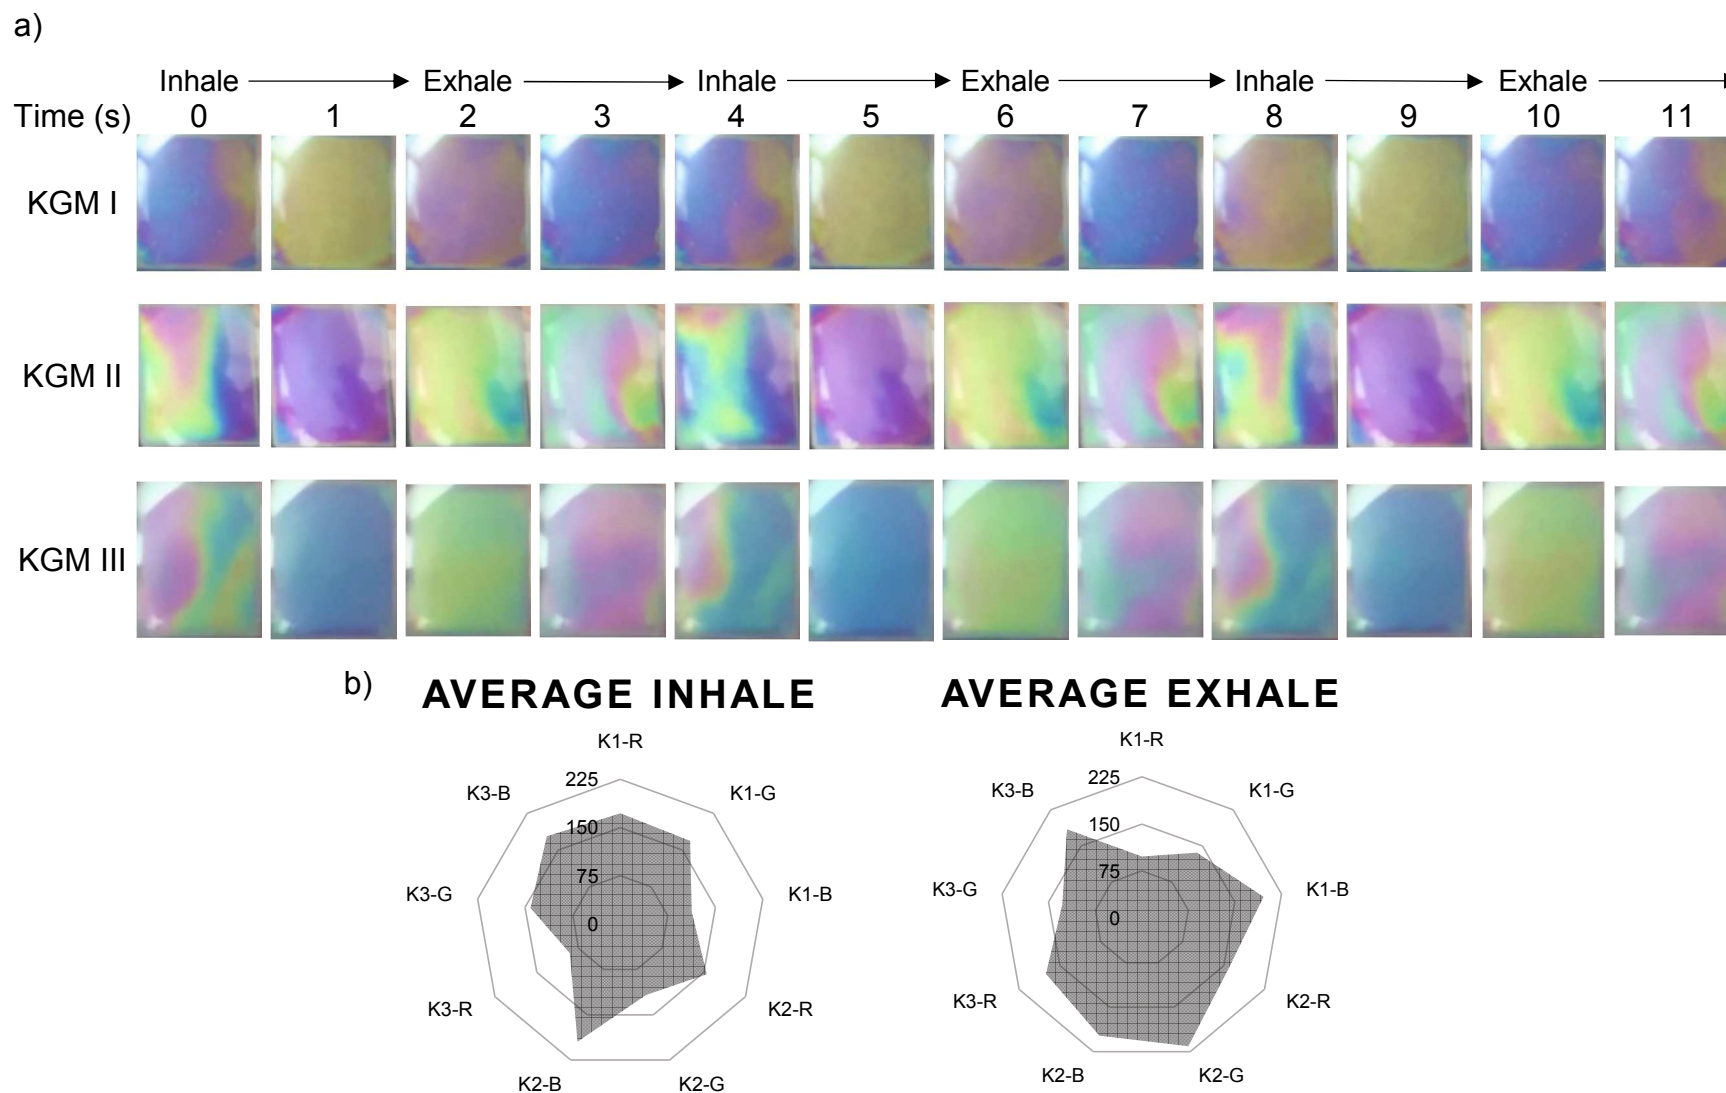 a)
Inhale Exhale Inhale Exhale Inhale Exhale
Time (s) 0 1 2 3 4 5 6 7 8 9 10 11
KGM I
KGM II
KGM III
b)
AVERAGE INHALE
K1-R
K1-G
K1-B
K2-R
K2-G
K2-B
K3-R
K3-G
K3-B
225
150
75
0
AVERAGE EXHALE
K1-R
K1-G
K1-B
K2-R
K2-G
K2-B
K3-R
K3-G
K3-B
225
150
75
0